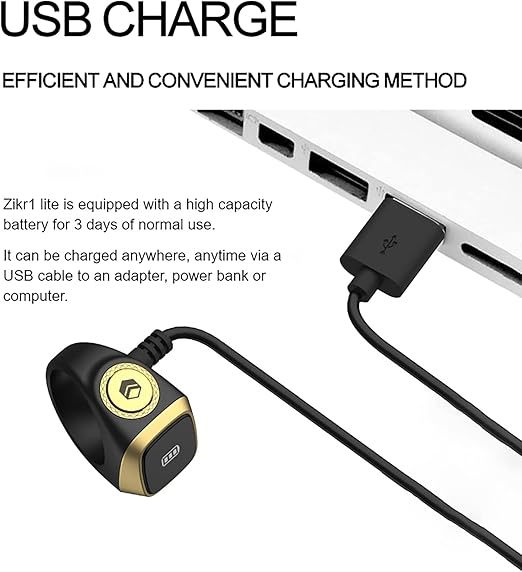 USB CHARGE
EFFICIENT AND CONVENIENT CHARGING METHOD
Zikr1 lite is equipped with a high capacity
battery for 3 days of normal use.
It can be charged anywhere, anytime via a
USB cable to an adapter, power bank or
computer.